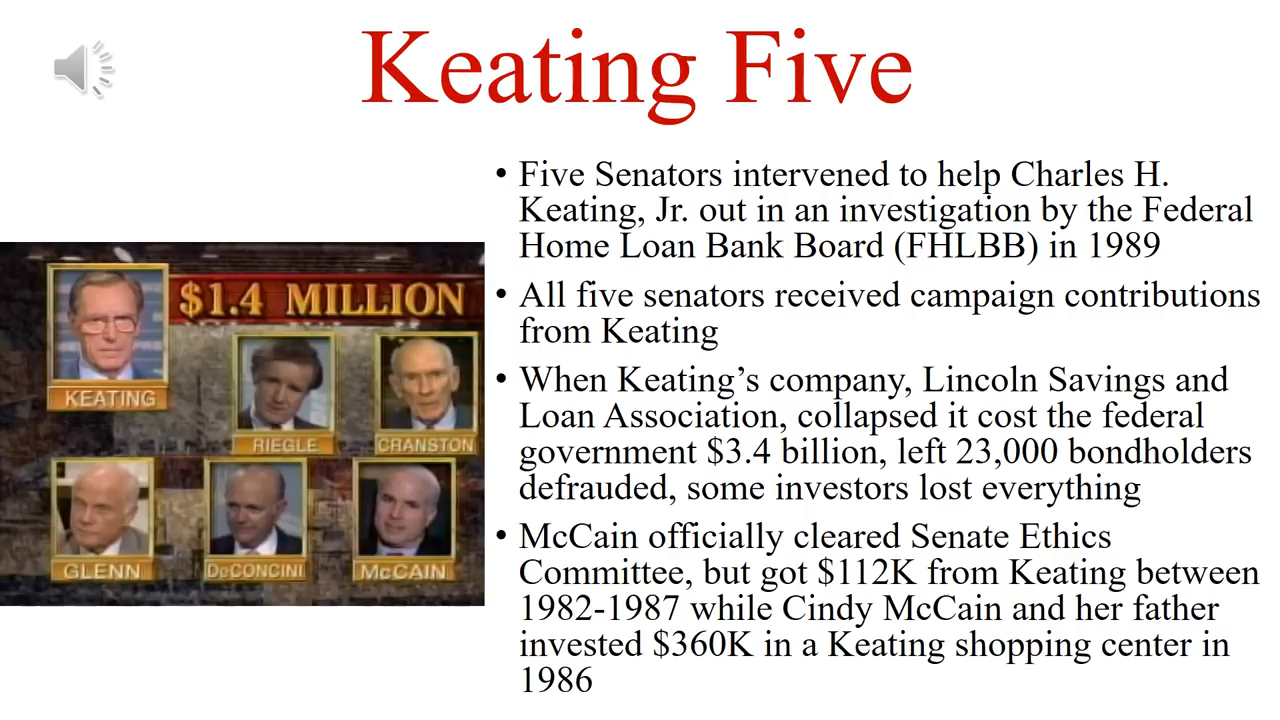 Keating Five
• Five Senators intervened to help Charles H.
Keating, Jr. out in an investigation by the Federal
Home Loan Bank Board (FHLBB) in 1989
• All five senators received campaign contributions
from Keating
• When Keating’s company, Lincoln Savings and
Loan Association, collapsed it cost the federal
government $3.4 billion, left 23,000 bondholders
defrauded, some investors lost everything
• McCain officially cleared Senate Ethics
Committee, but got $112K from Keating between
1982-1987 while Cindy McCain and her father
invested $360K in a Keating shopping center in
1986
$1.4 MILLION
KEATING
RIEGLE
CRANSTON
GLENN
DeCONCINI
McCAIN